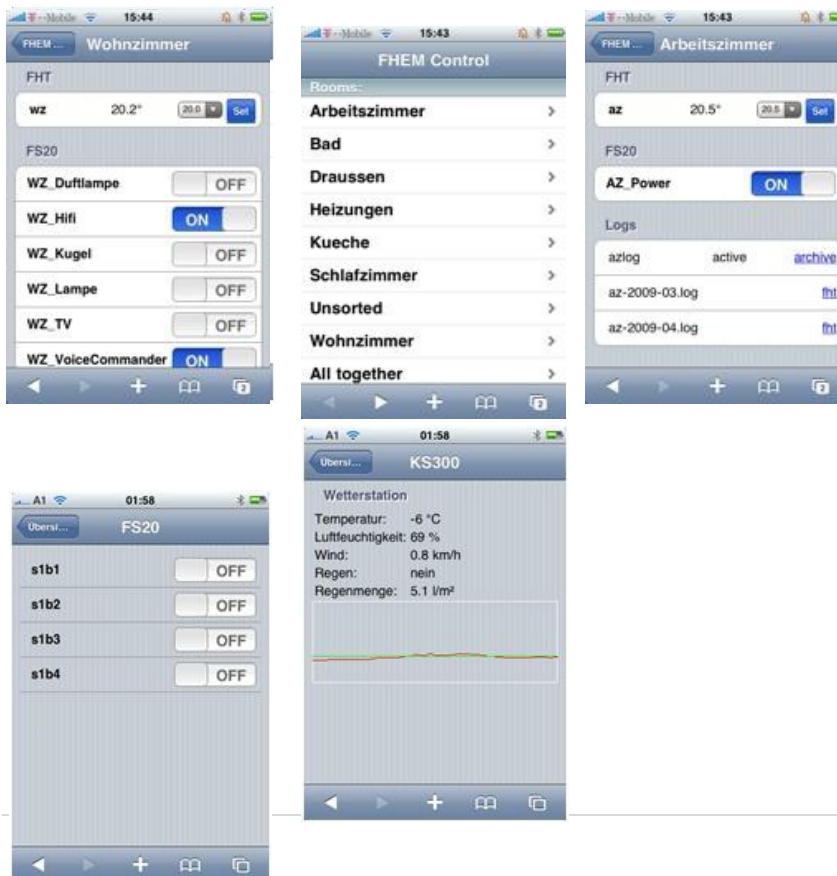 T--Mobile 15:44
FHEM ... Wohnzimmer
FHT
wz 20.2° 20.0 Set
FS20
WZ_Duftlampe OFF
WZ_Hifi ON
WZ_Kugel OFF
WZ_Lampe OFF
WZ_TV OFF
WZ_VoiceCommander ON
2
T--Mobile 15:43
FHEM Control
Rooms:
Arbeitszimmer
Bad
Draussen
Heizungen
Kueche
Schlafzimmer
Unsorted
Wohnzimmer
All together
2
T--Mobile 15:43
FHEM ... Arbeitszimmer
FHT
az 20.5° 20.5 Set
FS20
AZ_Power ON
Logs
azlog active archive
az-2009-03.log fht
az-2009-04.log fht
2
A1 01:58
Übersi... FS20
s1b1 OFF
s1b2 OFF
s1b3 OFF
s1b4 OFF
A1 01:58
Übersi... KS300
Wetterstation
Temperatur: -6 °C
Luftfeuchtigkeit: 69 %
Wind: 0.8 km/h
Regen: nein
Regenmenge: 5.1 l/m²